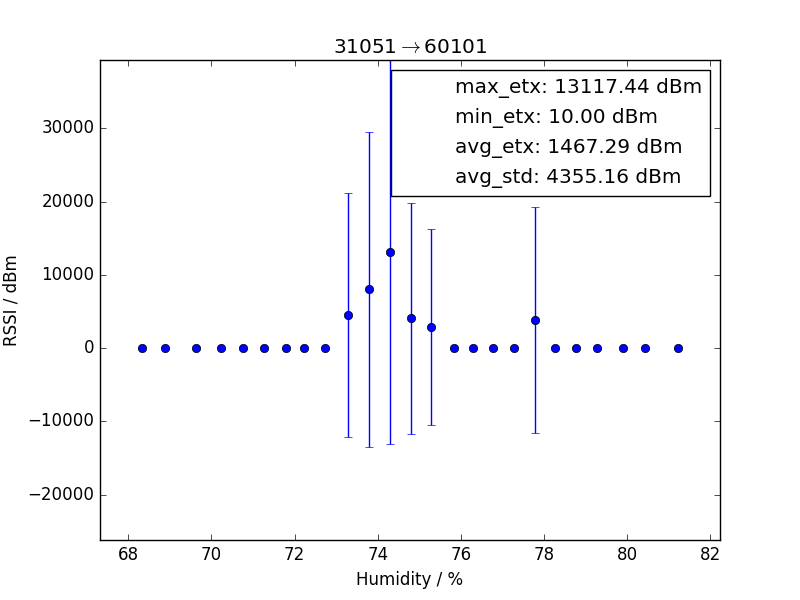 31051→60101
max_etx: 13117.44 dBm
min_etx: 10.00 dBm
avg_etx: 1467.29 dBm
avg_std: 4355.16 dBm
RSSI / dBm
30000
20000
10000
0
−10000
−20000
68 70 72 74 76 78 80 82
Humidity / %